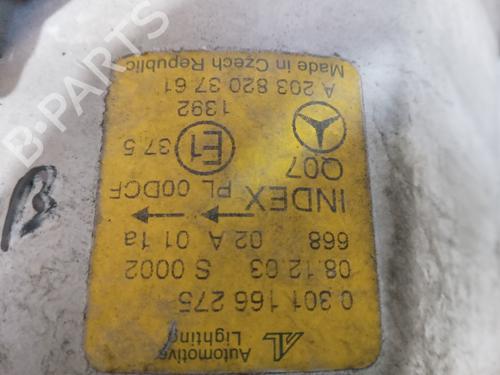 Automotive
Lighting
0 301 166 275
08.12.03 S 0002
668 02 A 01 1a
INDEX PL 00DCF
Q07
E1 37.5
1392
A 203 820 37 61
Made in Czech Republic
B
B-PARTS